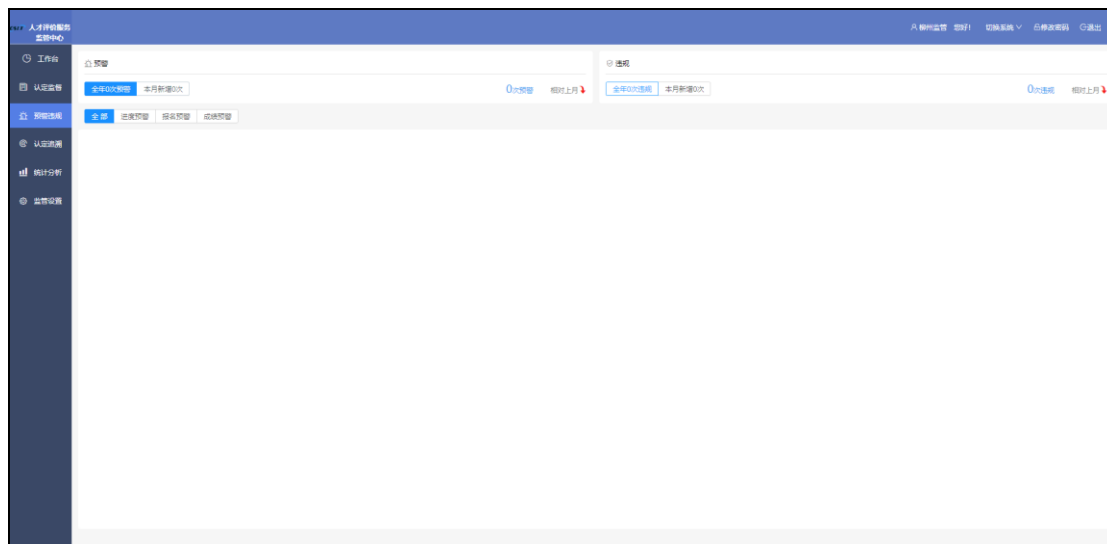 人才评价服务
监管中心
柳州监管 您好！ 切换系统 修改密码 退出
工作台
认定监督
预警违规
认定追溯
统计分析
监管设置
预警
全年0次预警 本月新增0次 0次预警 相对上月
违规
全年0次违规 本月新增0次 0次违规 相对上月
全 部 进度预警 报名预警 成绩预警